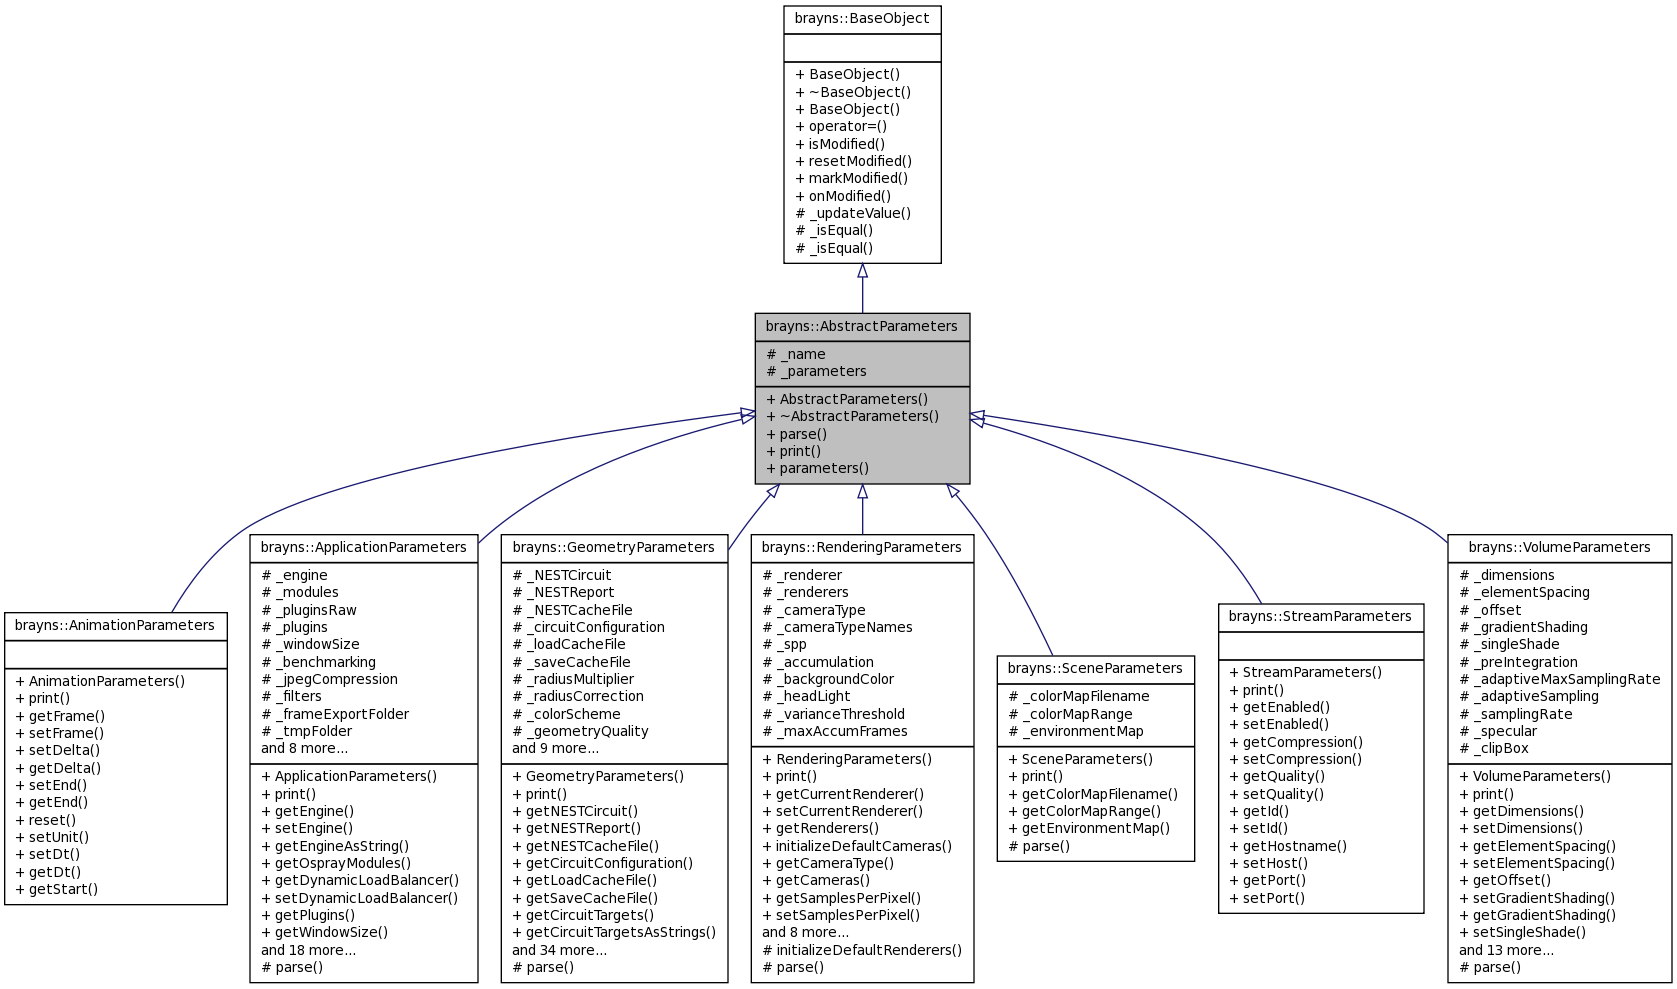 brayns::BaseObject
+ BaseObject()
+ ~BaseObject()
+ BaseObject()
+ operator=()
+ isModified()
+ resetModified()
+ markModified()
+ onModified()
# _updateValue()
# _isEqual()
# _isEqual()
brayns::AbstractParameters
# _name
# _parameters
+ AbstractParameters()
+ ~AbstractParameters()
+ parse()
+ print()
+ parameters()
brayns::AnimationParameters
+ AnimationParameters()
+ print()
+ getFrame()
+ setFrame()
+ setDelta()
+ getDelta()
+ setEnd()
+ getEnd()
+ reset()
+ setUnit()
+ setDt()
+ getDt()
+ getStart()
brayns::ApplicationParameters
# _engine
# _modules
# _pluginsRaw
# _plugins
# _windowSize
# _benchmarking
# _jpegCompression
# _filters
# _frameExportFolder
# _tmpFolder
and 8 more...
+ ApplicationParameters()
+ print()
+ getEngine()
+ setEngine()
+ getEngineAsString()
+ getOsprayModules()
+ getDynamicLoadBalancer()
+ setDynamicLoadBalancer()
+ getPlugins()
+ getWindowSize()
and 18 more...
# parse()
brayns::GeometryParameters
# _NESTCircuit
# _NESTReport
# _NESTCacheFile
# _circuitConfiguration
# _loadCacheFile
# _saveCacheFile
# _radiusMultiplier
# _radiusCorrection
# _colorScheme
# _geometryQuality
and 9 more...
+ GeometryParameters()
+ print()
+ getNESTCircuit()
+ getNESTReport()
+ getNESTCacheFile()
+ getCircuitConfiguration()
+ getLoadCacheFile()
+ getSaveCacheFile()
+ getCircuitTargets()
+ getCircuitTargetsAsStrings()
and 34 more...
# parse()
brayns::RenderingParameters
# _renderer
# _renderers
# _cameraType
# _cameraTypeNames
# _spp
# _accumulation
# _backgroundColor
# _headLight
# _varianceThreshold
# _maxAccumFrames
+ RenderingParameters()
+ print()
+ getCurrentRenderer()
+ setCurrentRenderer()
+ getRenderers()
+ initializeDefaultCameras()
+ getCameraType()
+ getCameras()
+ getSamplesPerPixel()
+ setSamplesPerPixel()
and 8 more...
# initializeDefaultRenderers()
# parse()
brayns::SceneParameters
# _colorMapFilename
# _colorMapRange
# _environmentMap
+ SceneParameters()
+ print()
+ getColorMapFilename()
+ getColorMapRange()
+ getEnvironmentMap()
# parse()
brayns::StreamParameters
+ StreamParameters()
+ print()
+ getEnabled()
+ setEnabled()
+ getCompression()
+ setCompression()
+ getQuality()
+ setQuality()
+ getId()
+ setId()
+ getHostname()
+ setHost()
+ getPort()
+ setPort()
brayns::VolumeParameters
# _dimensions
# _elementSpacing
# _offset
# _gradientShading
# _singleShade
# _preIntegration
# _adaptiveMaxSamplingRate
# _adaptiveSampling
# _samplingRate
# _specular
# _clipBox
+ VolumeParameters()
+ print()
+ getDimensions()
+ setDimensions()
+ getElementSpacing()
+ setElementSpacing()
+ getOffset()
+ setGradientShading()
+ getGradientShading()
+ setSingleShade()
and 13 more...
# parse()